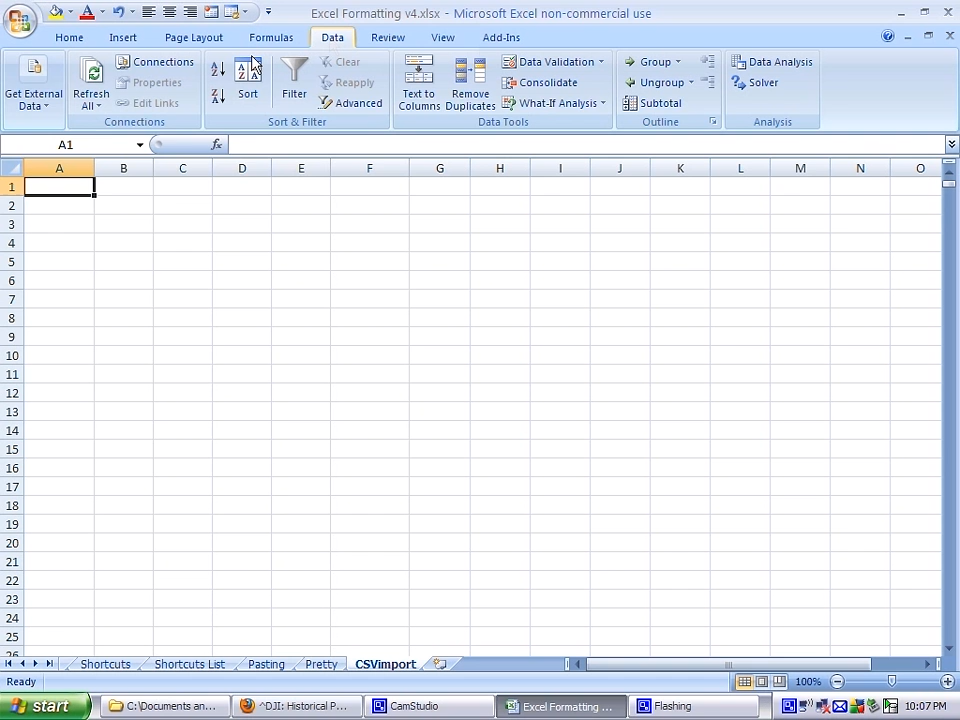 Excel Formatting v4.xlsx - Microsoft Excel non-commercial use
Home Insert Page Layout Formulas Data Review View Add-Ins
Get External Data
Refresh All
Connections
Properties
Edit Links
Connections
Sort
Filter
Clear
Reapply
Advanced
Sort & Filter
Text to Columns
Remove Duplicates
Data Validation
Consolidate
What-If Analysis
Data Tools
Group
Ungroup
Subtotal
Outline
Data Analysis
Solver
Analysis
A1 fx
A B C D E F G H I J K L M N O
1
2
3
4
5
6
7
8
9
10
11
12
13
14
15
16
17
18
19
20
21
22
23
24
25
Shortcuts Shortcuts List Pasting Pretty CSVimport
Ready 100%
start C:\Documents an... ^DJI: Historical P... CamStudio Excel Formatting ... Flashing 10:07 PM